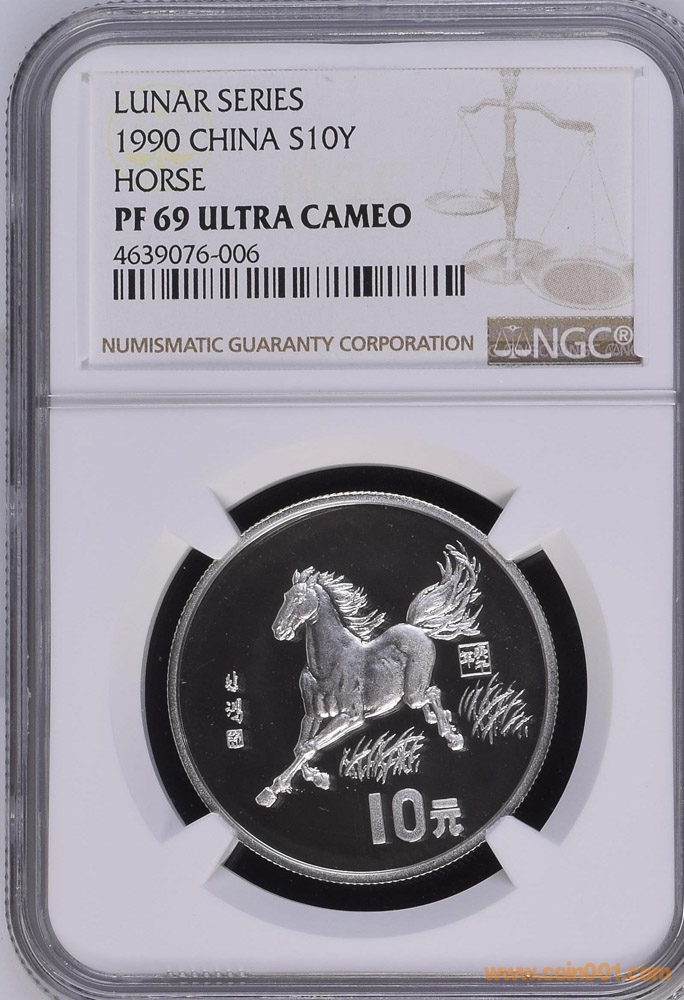 LUNAR SERIES
1990 CHINA S10Y
HORSE
PF 69 ULTRA CAMEO
4639076-006
NUMISMATIC GUARANTY CORPORATION
NGC®
10元
www.coin001.com